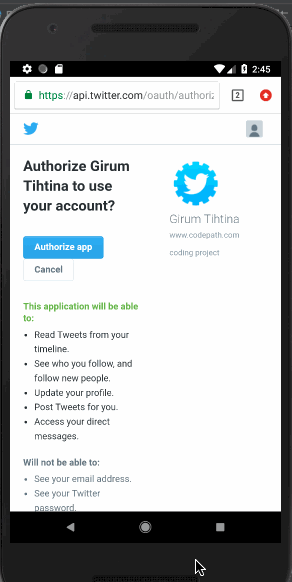 2:45
https://api.twitter.com/oauth/authoriz
2
Authorize Girum
Tihtina to use
your account?
Authorize app
Cancel
Girum Tihtina
www.codepath.com
coding project
This application will be able
to:
• Read Tweets from your
timeline.
• See who you follow, and
follow new people.
• Update your profile.
• Post Tweets for you.
• Access your direct
messages.
Will not be able to:
• See your email address.
• See your Twitter
password.